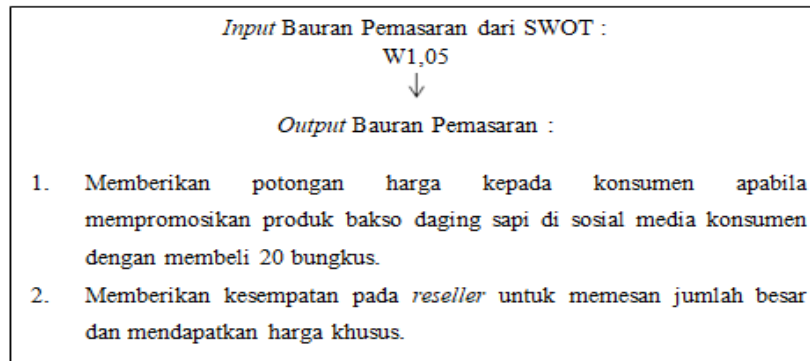 Input Bauran Pemasaran dari SWOT :
W1,05
↓
Output Bauran Pemasaran :
1. Memberikan potongan harga kepada konsumen apabila
mempromosikan produk bakso daging sapi di sosial media konsumen
dengan membeli 20 bungkus.
2. Memberikan kesempatan pada reseller untuk memesan jumlah besar
dan mendapatkan harga khusus.